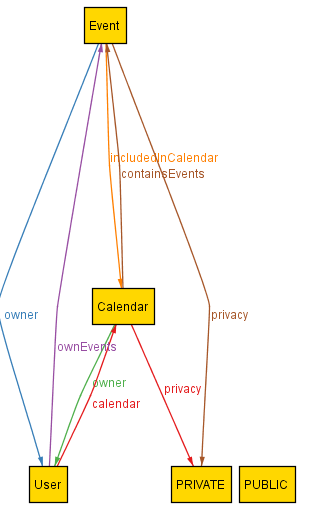 Event
includedInCalendar
containsEvents
Calendar
owner
privacy
ownEvents
owner
privacy
calendar
User
PRIVATE
PUBLIC